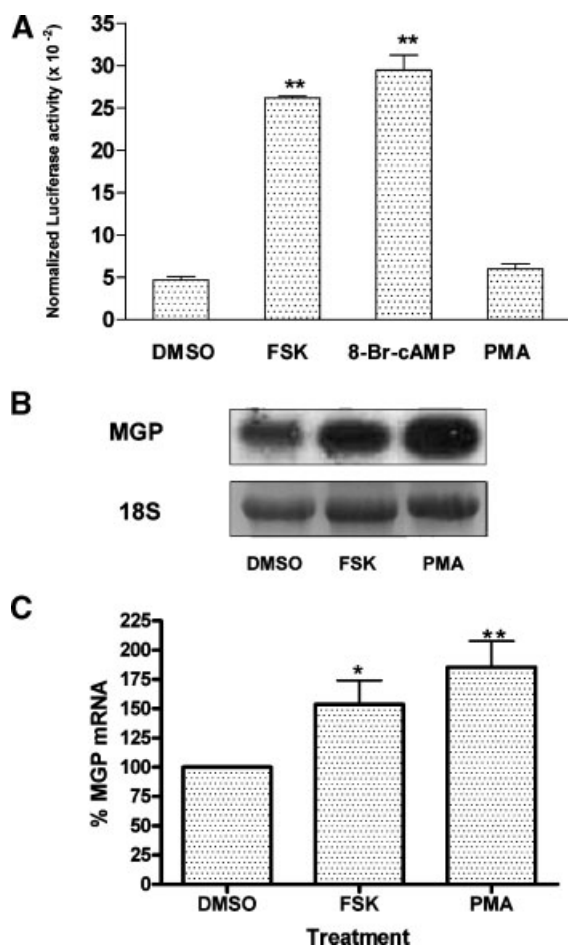 A
Normalized Luciferase activity (x 10 -2)
35
30
25
20
15
10
5
0
**
**
DMSO FSK 8-Br-cAMP PMA
B
MGP
18S
DMSO FSK PMA
C
% MGP mRNA
225
200
175
150
125
100
75
50
25
0
*
**
DMSO FSK PMA
Treatment